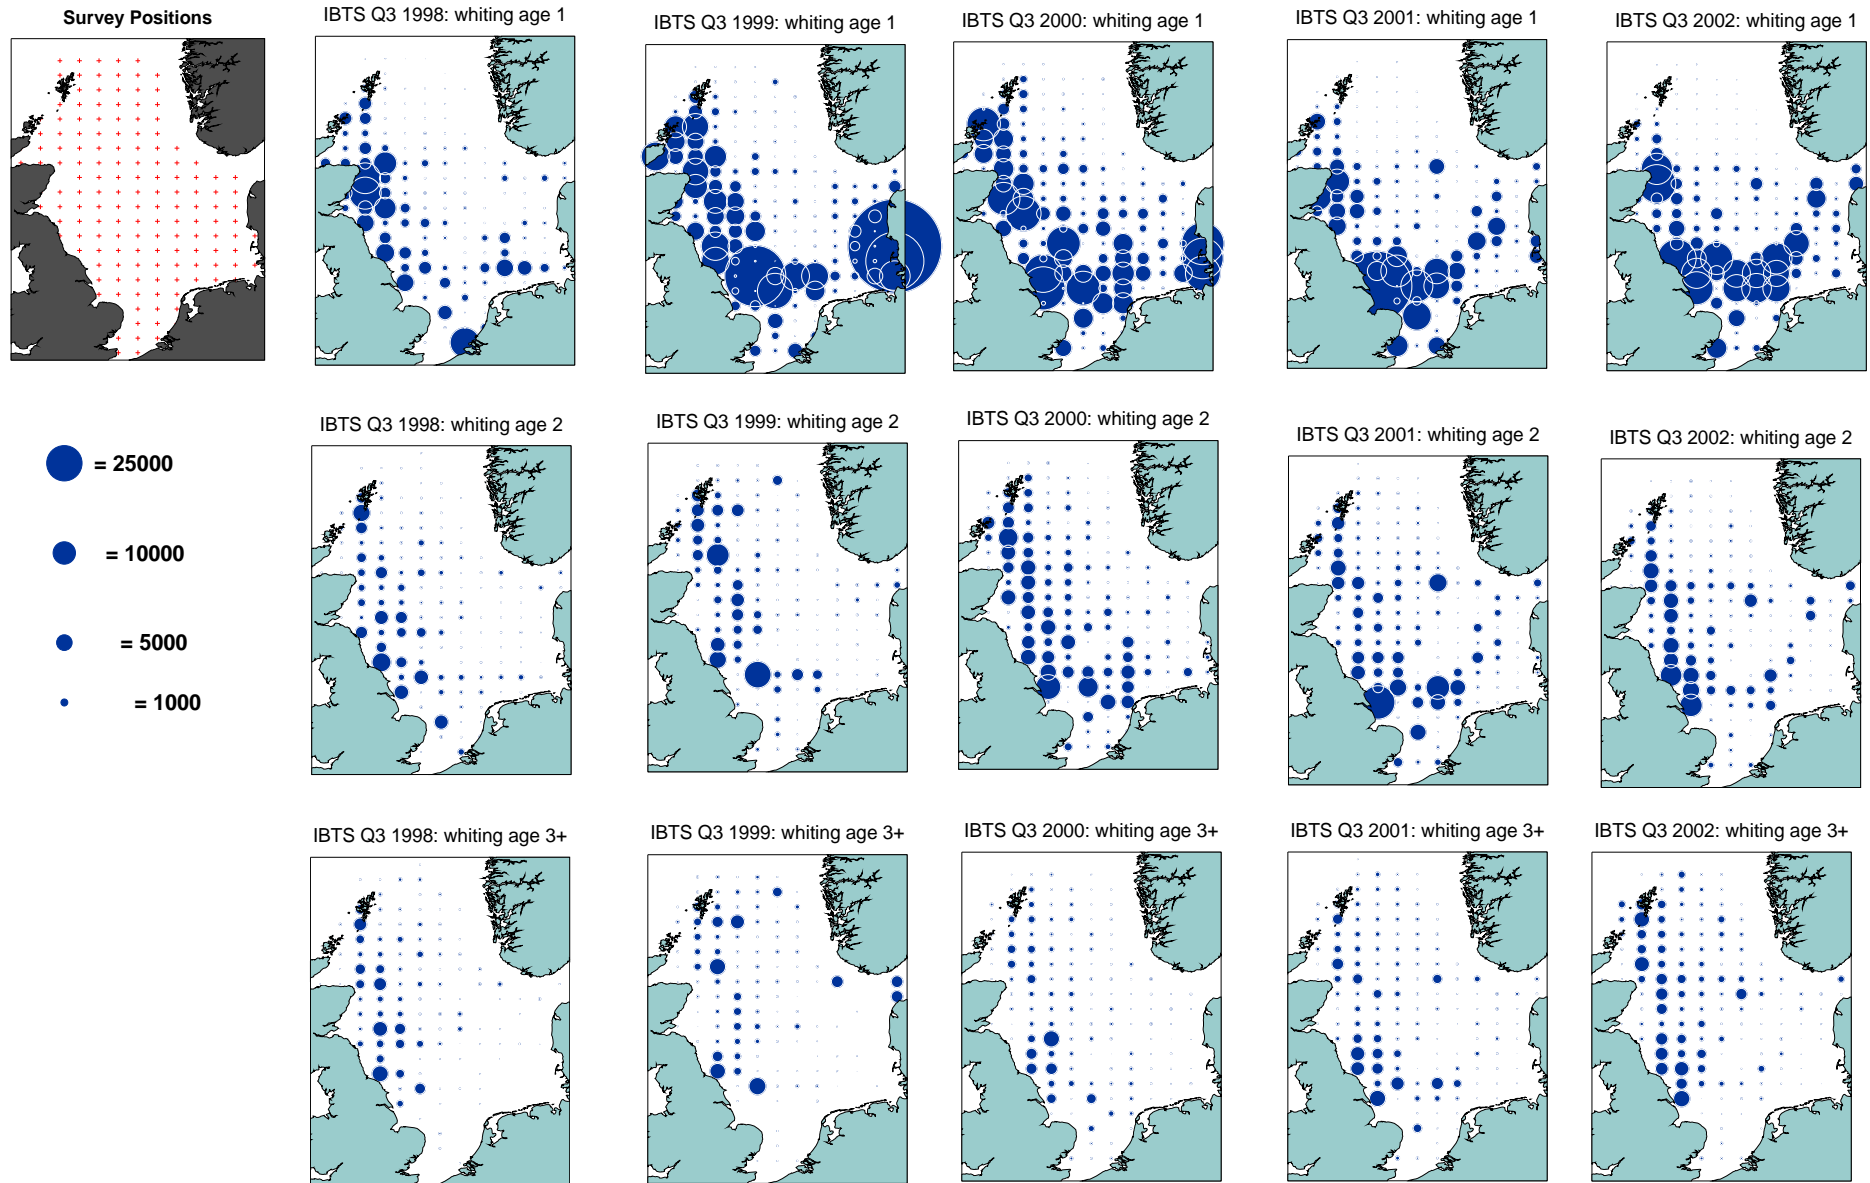 Survey Positions
IBTS Q3 1998: whiting age 1
IBTS Q3 1999: whiting age 1
IBTS Q3 2000: whiting age 1
IBTS Q3 2001: whiting age 1
IBTS Q3 2002: whiting age 1
= 25000
= 10000
= 5000
= 1000
IBTS Q3 1998: whiting age 2
IBTS Q3 1999: whiting age 2
IBTS Q3 2000: whiting age 2
IBTS Q3 2001: whiting age 2
IBTS Q3 2002: whiting age 2
IBTS Q3 1998: whiting age 3+
IBTS Q3 1999: whiting age 3+
IBTS Q3 2000: whiting age 3+
IBTS Q3 2001: whiting age 3+
IBTS Q3 2002: whiting age 3+